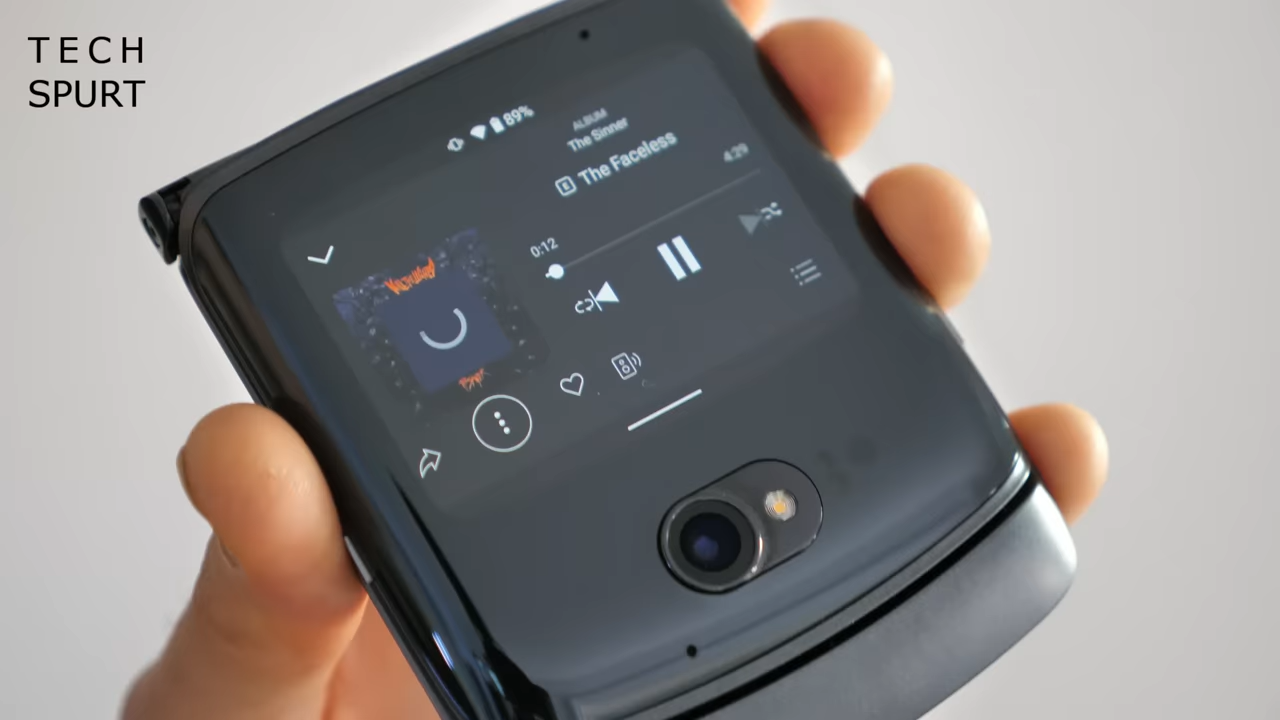 TECH
SPURT
89%
ALBUM
The Sinner
E The Faceless
4:29
0:12